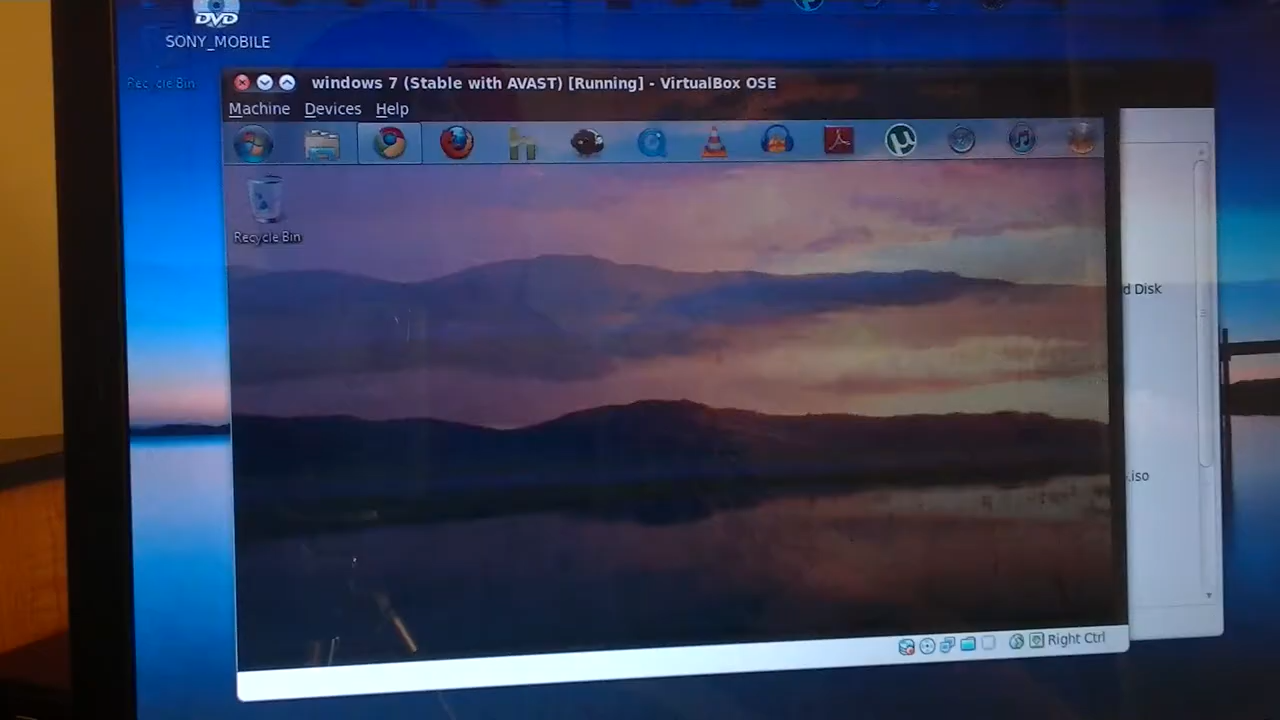 DVD
SONY_MOBILE
Recycle Bin
windows 7 (Stable with AVAST) [Running] - VirtualBox OSE
Machine Devices Help
Recycle Bin
d Disk
.iso
Right Ctrl